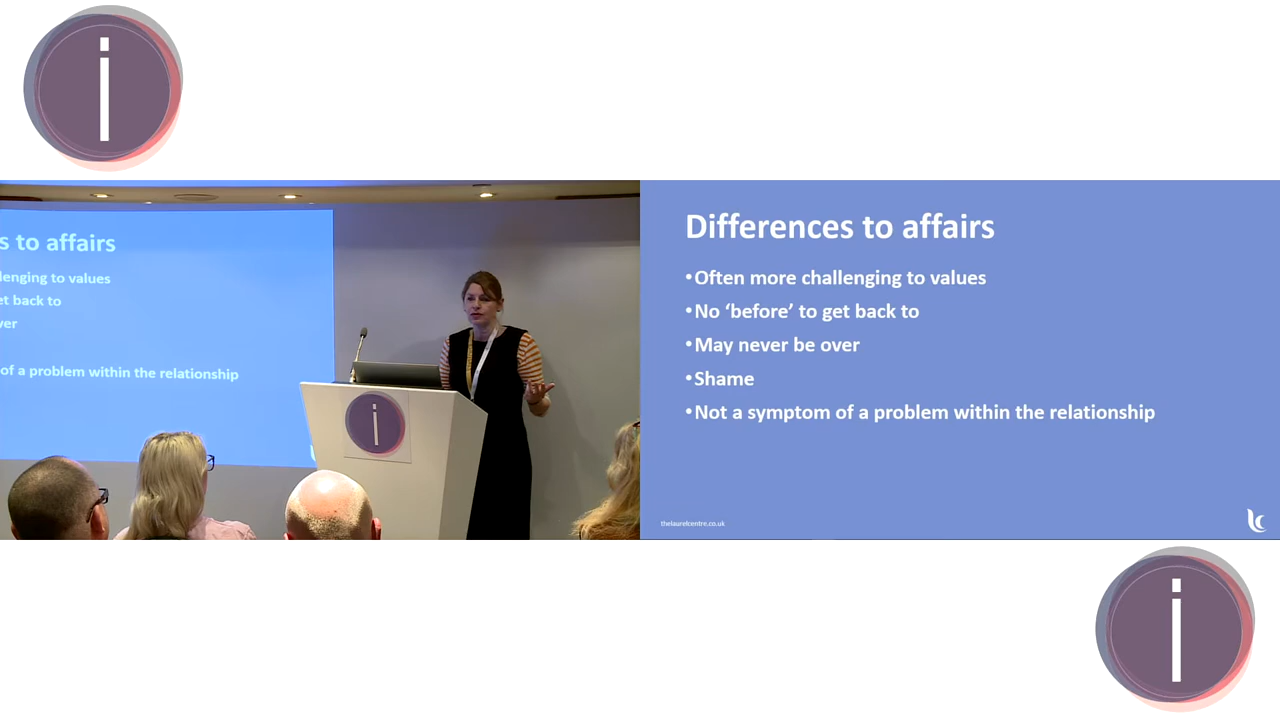 i
s to affairs
lenging to values
et back to
ver
of a problem within the relationship
i
Differences to affairs
•Often more challenging to values
•No ‘before’ to get back to
•May never be over
•Shame
•Not a symptom of a problem within the relationship
thelaurelcentre.co.uk
lc
i